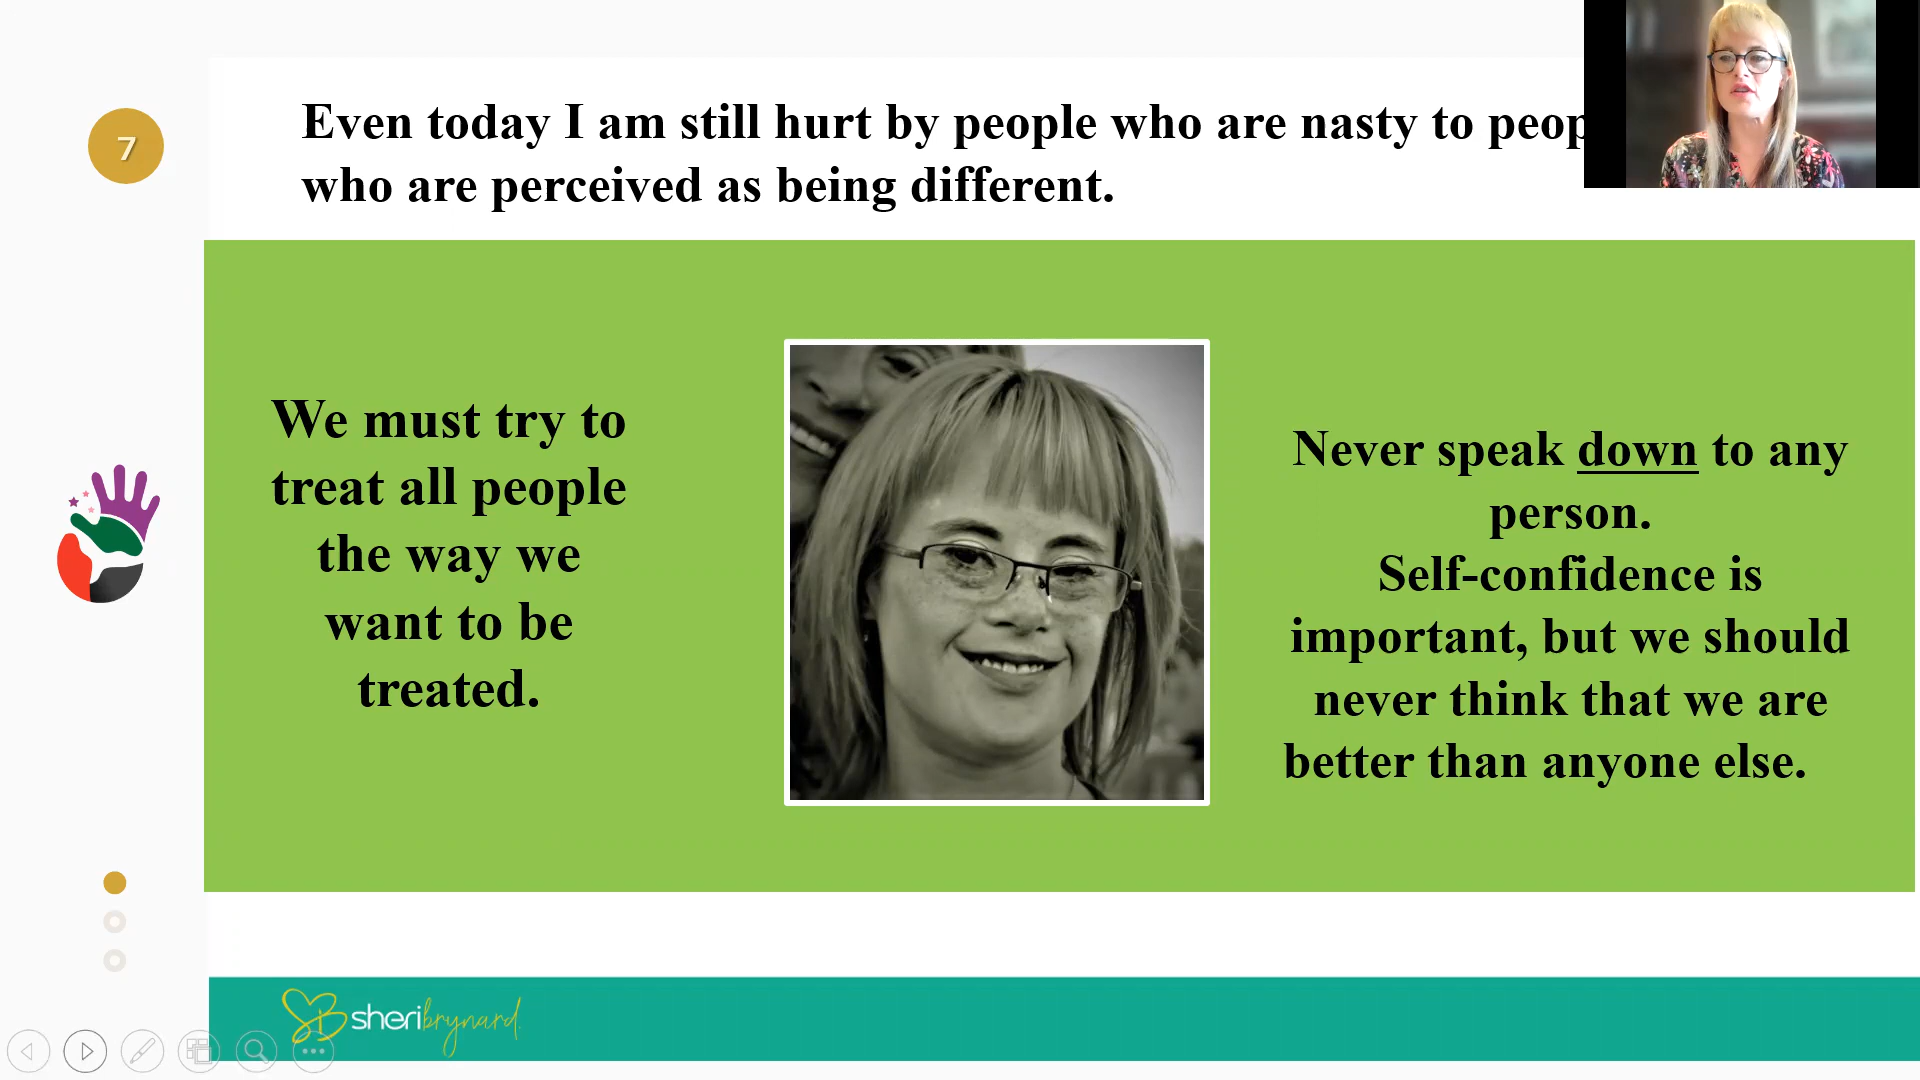 7
Even today I am still hurt by people who are nasty to
who are perceived as being different.
We must try to
treat all people
the way we
want to be
treated.
Never speak down to any
person.
Self-confidence is
important, but we should
never think that we are
better than anyone else.
sheribrynard.